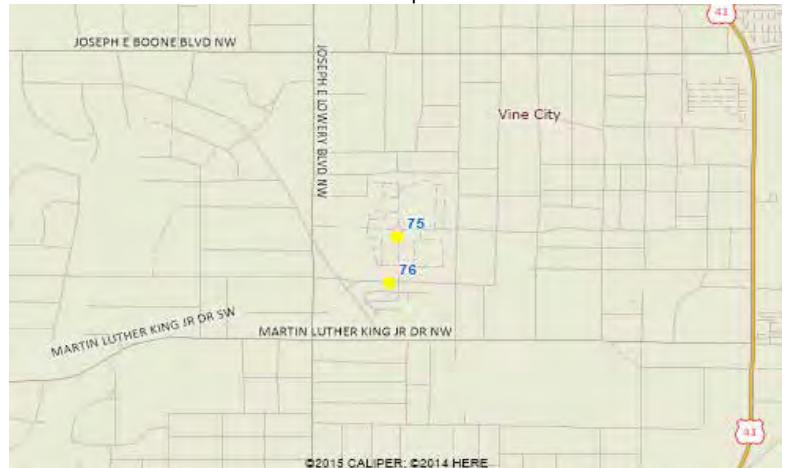 41
JOSEPH E BOONE BLVD NW
JOSEPH E LOWERY BLVD NW
Vine City
75
76
MARTIN LUTHER KING JR DR SW
MARTIN LUTHER KING JR DR NW
41
©2015 CALIPER; ©2014 HERE